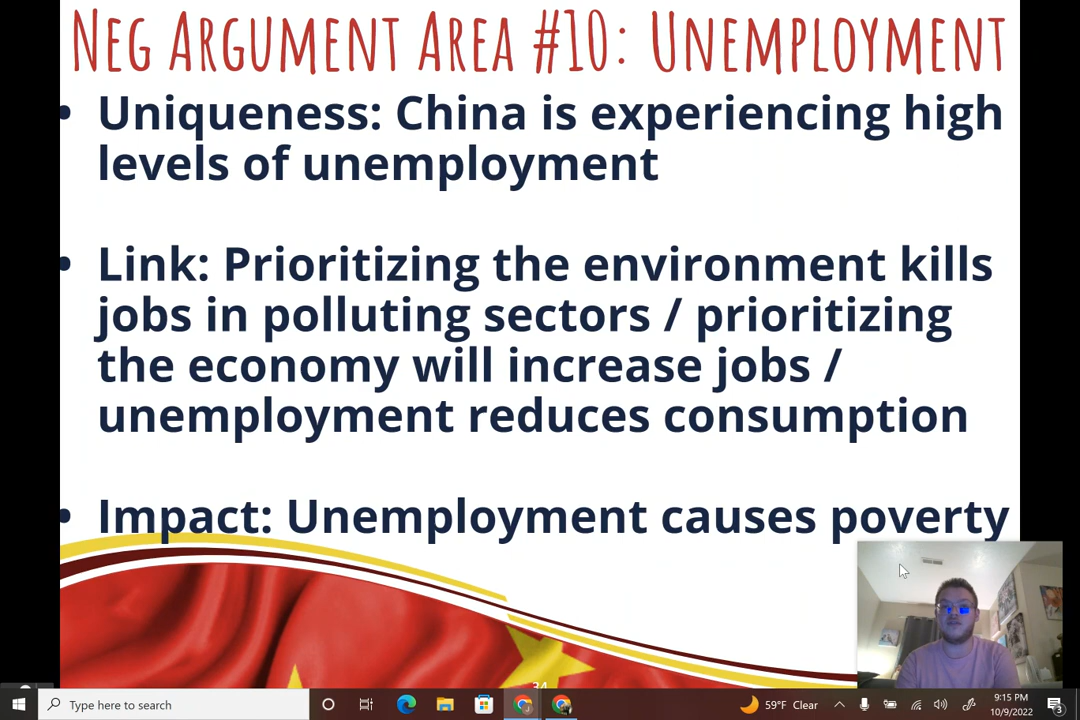 Neg Argument Area #10: Unemployment
• Uniqueness: China is experiencing high
levels of unemployment
• Link: Prioritizing the environment kills
jobs in polluting sectors / prioritizing
the economy will increase jobs /
unemployment reduces consumption
• Impact: Unemployment causes poverty
34
Type here to search
59°F Clear
9:15 PM
10/9/2022
3